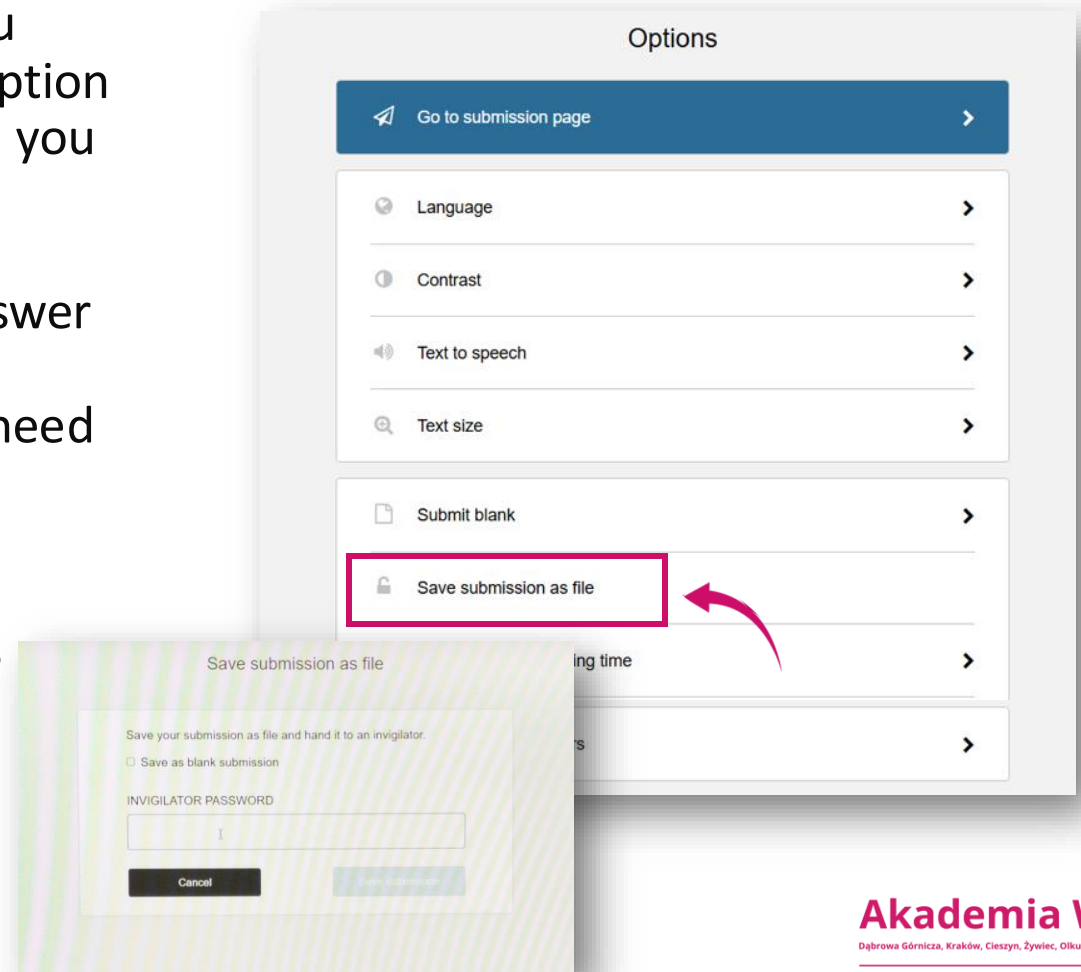 u
ption
you
swer
need
Options
Go to submission page
Language
Contrast
Text to speech
Text size
Submit blank
Save submission as file
ing time
rs
Save submission as file
Save your submission as file and hand it to an invigilator.
Save as blank submission
INVIGILATOR PASSWORD
Cancel
Akademia
Dąbrowa Górnicza, Kraków, Cieszyn, Żywiec, Olku